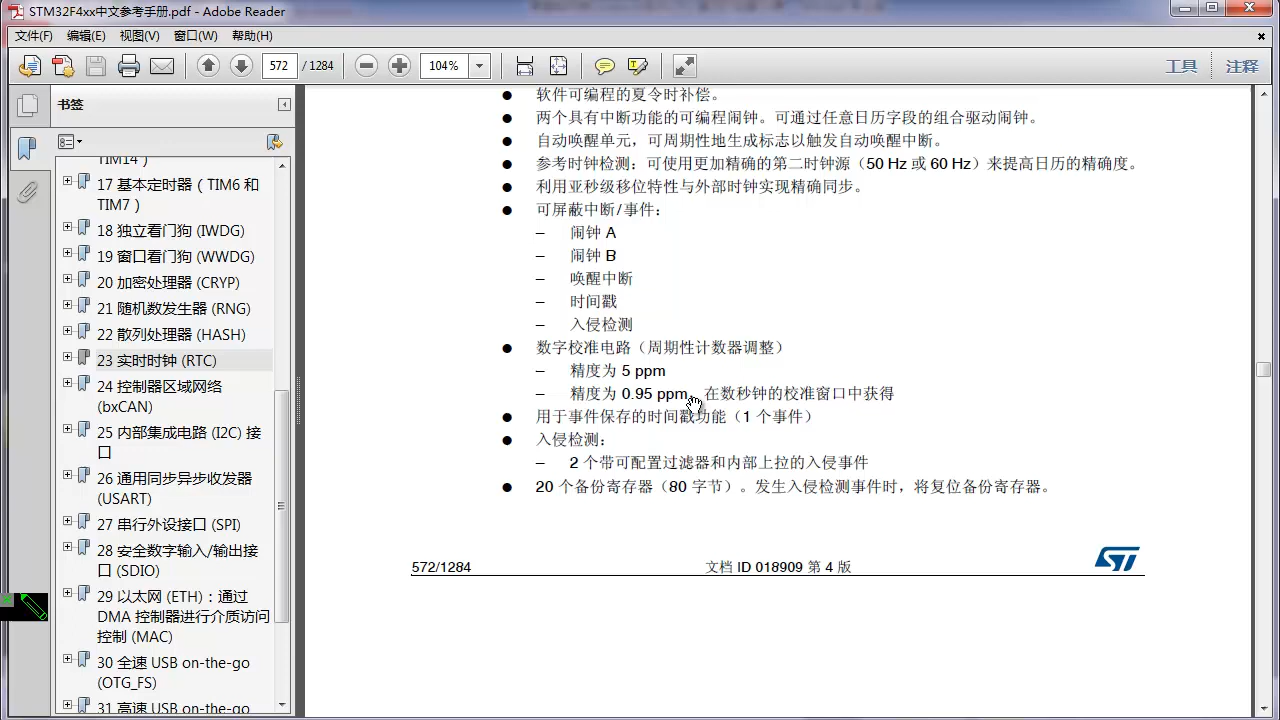 STM32F4xx中文参考手册.pdf - Adobe Reader
文件(F) 编辑(E) 视图(V) 窗口(W) 帮助(H)
572 / 1284 104% 工具 注释
书签
TIM14）
17 基本定时器（TIM6 和
TIM7）
18 独立看门狗 (IWDG)
19 窗口看门狗 (WWDG)
20 加密处理器 (CRYP)
21 随机数发生器 (RNG)
22 散列处理器 (HASH)
23 实时时钟 (RTC)
24 控制器区域网络
(bxCAN)
25 内部集成电路 (I2C) 接
口
26 通用同步异步收发器
(USART)
27 串行外设接口 (SPI)
28 安全数字输入/输出接
口 (SDIO)
29 以太网 (ETH)：通过
DMA 控制器进行介质访问
控制 (MAC)
30 全速 USB on-the-go
(OTG_FS)
31 高速 USB on-the-go
● 软件可编程的夏令时补偿。
● 两个具有中断功能的可编程闹钟。可通过任意日历字段的组合驱动闹钟。
● 自动唤醒单元，可周期性地生成标志以触发自动唤醒中断。
● 参考时钟检测：可使用更加精确的第二时钟源（50 Hz 或 60 Hz）来提高日历的精确度。
● 利用亚秒级移位特性与外部时钟实现精确同步。
● 可屏蔽中断/事件：
– 闹钟 A
– 闹钟 B
– 唤醒中断
– 时间戳
– 入侵检测
● 数字校准电路（周期性计数器调整）
– 精度为 5 ppm
– 精度为 0.95 ppm，在数秒钟的校准窗口中获得
● 用于事件保存的时间戳功能（1 个事件）
● 入侵检测：
– 2 个带可配置过滤器和内部上拉的入侵事件
● 20 个备份寄存器（80 字节）。发生入侵检测事件时，将复位备份寄存器。
572/1284 文档 ID 018909 第 4 版 ST